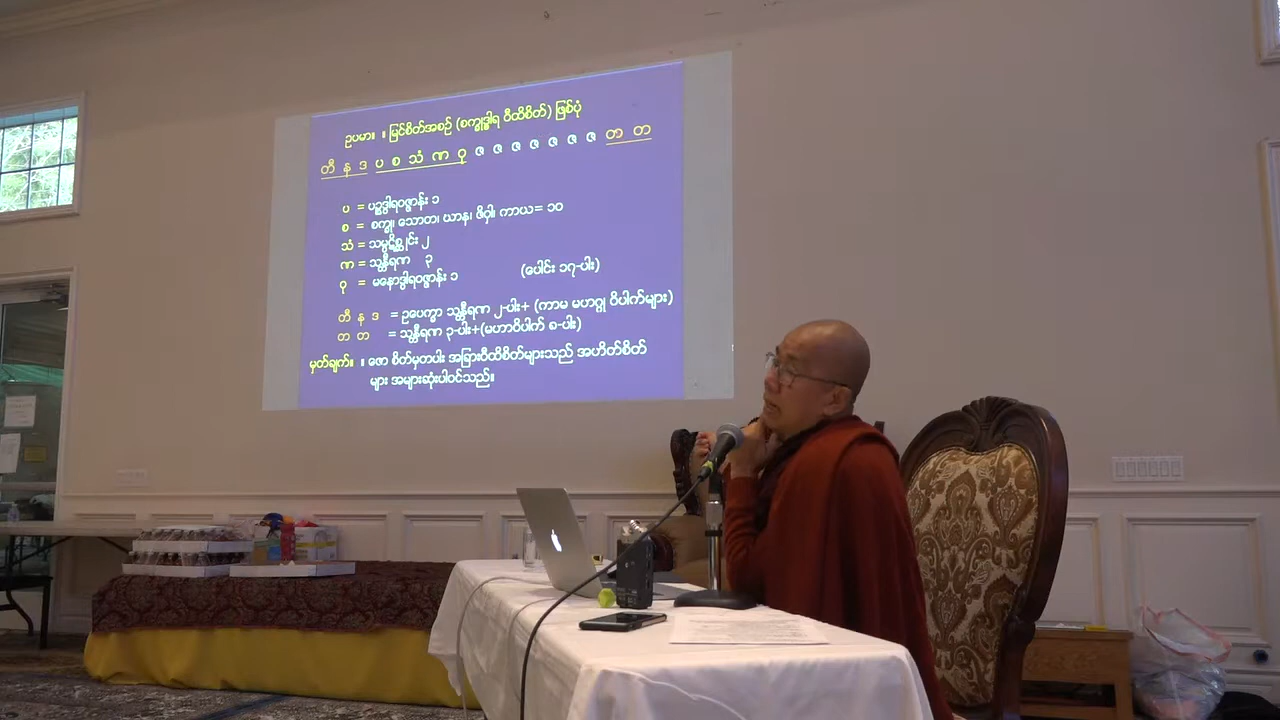 ဥပမာ။ ။ မြင်စိတ်အစဉ် (စက္ခုဒွါရ ဝီထိစိတ်) ဖြစ်ပုံ
တီ န ဒ ပ စ သံ ဏ ဝု ဇ ဇ ဇ ဇ ဇ ဇ ဇ တ တ
ပ = ပဉ္စဒွါရာဝဇ္ဇာန်း ၁
စ = စက္ခု၊ သောတ၊ ဃာန၊ ဇိဝှါ၊ ကာယ= ၁၀
သံ = သမ္ပဋိစ္ဆိုင်း ၂
ဏ = သန္တီရဏ ၃
ဝု = မနောဒွါရာဝဇ္ဇာန်း ၁ (ပေါင်း ၁၇-ပါး)
တီ န ဒ = ဥပေက္ခာ သန္တီရဏ ၂-ပါး+ (ကာမ မဟဂ္ဂုဝိပါက်များ)
တ တ = သန္တီရဏ ၃-ပါး+(မဟာဝိပါက် ၈-ပါး)
မှတ်ချက်။ ။ ဇော စိတ်မှတပါး အခြားဝီထိစိတ်များသည် အဟိတ်စိတ်
များ အများဆုံးပါဝင်သည်။